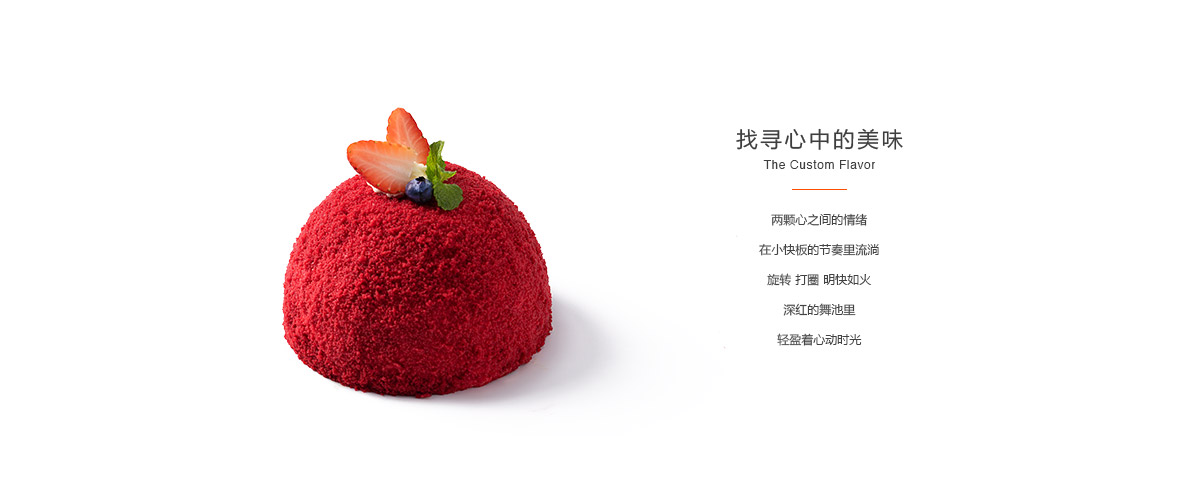 找寻心中的美味
The Custom Flavor
两颗心之间的情绪
在小快板的节奏里流淌
旋转 打圈 明快如火
深红的舞池里
轻盈着心动时光